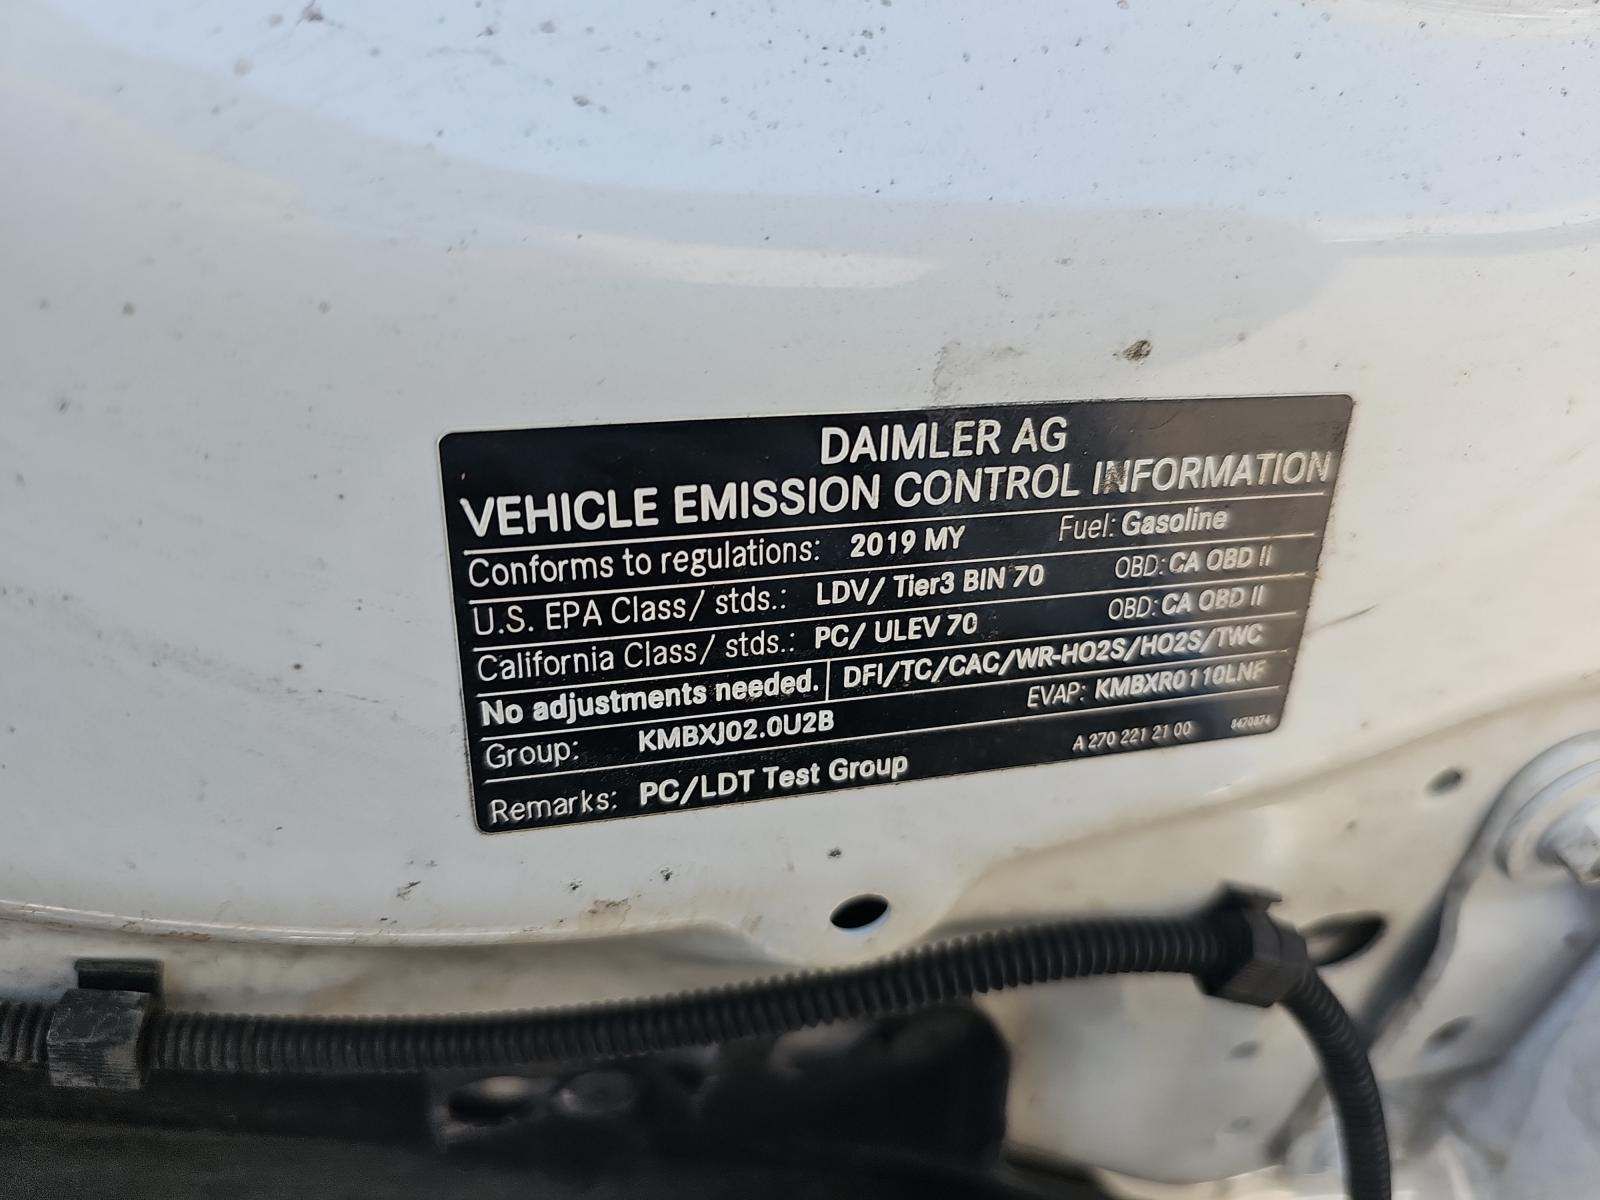 DAIMLER AG
VEHICLE EMISSION CONTROL INFORMATION
Conforms to regulations: 2019 MY Fuel: Gasoline
U.S. EPA Class/ stds.: LDV/ Tier3 BIN 70 OBD: CA OBD II
California Class/ stds.: PC/ ULEV 70 OBD: CA OBD II
No adjustments needed. DFI/TC/CAC/WR-HO2S/HO2S/TWC
Group: KMBXJ02.0U2B EVAP: KMBXR0110LNF
Remarks: PC/LDT Test Group A 270 221 21 00